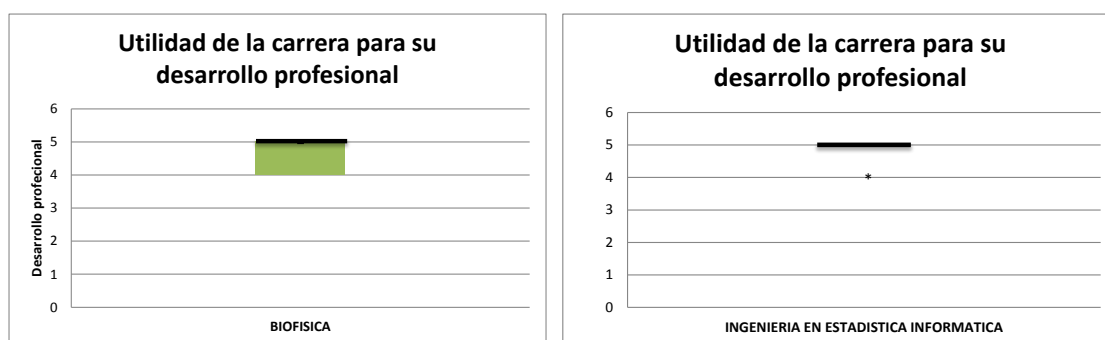 Utilidad de la carrera para su
desarrollo profesional
6
5
4
3
2
1
0
Desarrollo profecional
BIOFISICA
Utilidad de la carrera para su
desarrollo profesional
6
5
4
*
3
2
1
0
INGENIERIA EN ESTADISTICA INFORMATICA